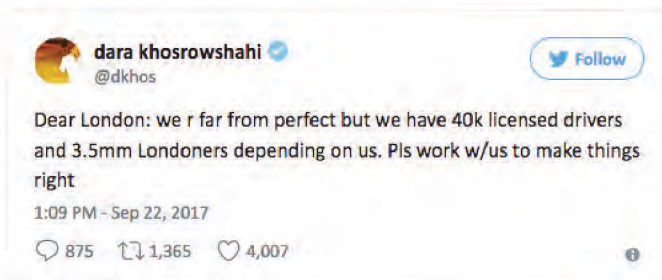 dara khosrowshahi
Follow
@dkhos
Dear London: we r far from perfect but we have 40k licensed drivers
and 3.5mm Londoners depending on us. Pls work w/us to make things
right
1:09 PM - Sep 22, 2017
875 1,365 4,007